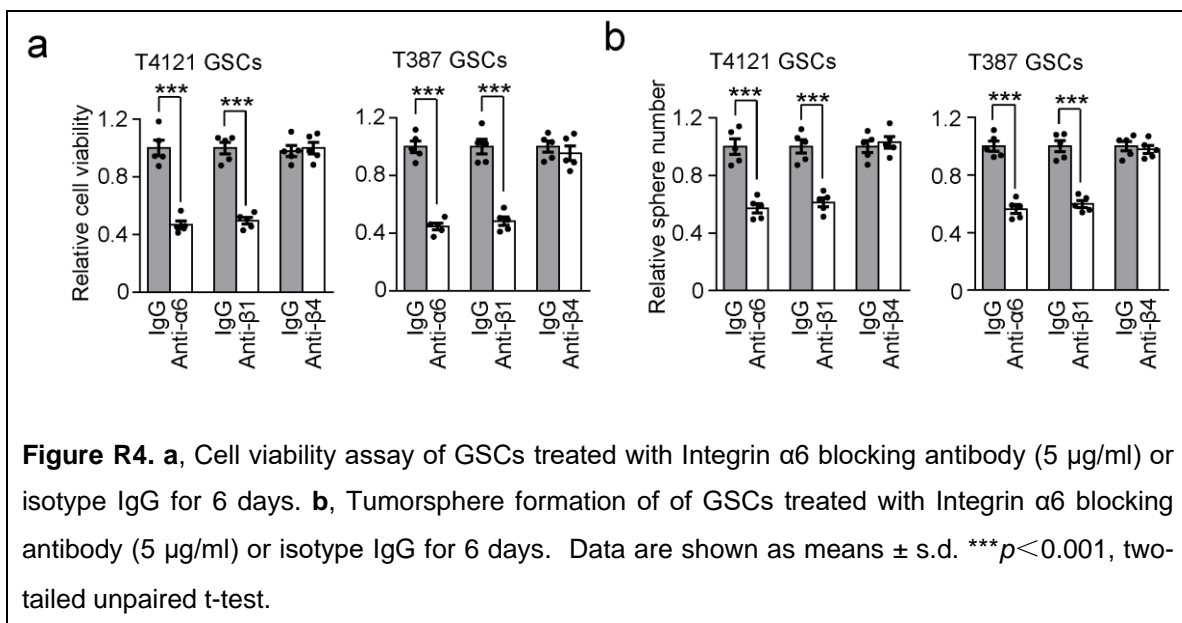 a
b
T4121 GSCs
T387 GSCs
T4121 GSCs
T387 GSCs
*** ***
*** ***
*** ***
*** ***
Relative cell viability
1.2
0.8
0.4
0
IgG
Anti-α6
IgG
Anti-β1
IgG
Anti-β4
1.2
0.8
0.4
0
IgG
Anti-α6
IgG
Anti-β1
IgG
Anti-β4
Relative sphere number
1.2
0.8
0.4
0
IgG
Anti-α6
IgG
Anti-β1
IgG
Anti-β4
1.2
0.8
0.4
0
IgG
Anti-α6
IgG
Anti-β1
IgG
Anti-β4
Figure R4. a, Cell viability assay of GSCs treated with Integrin α6 blocking antibody (5 μg/ml) or
isotype IgG for 6 days. b, Tumorsphere formation of of GSCs treated with Integrin α6 blocking
antibody (5 μg/ml) or isotype IgG for 6 days. Data are shown as means ± s.d. ***p<0.001, two-
tailed unpaired t-test.